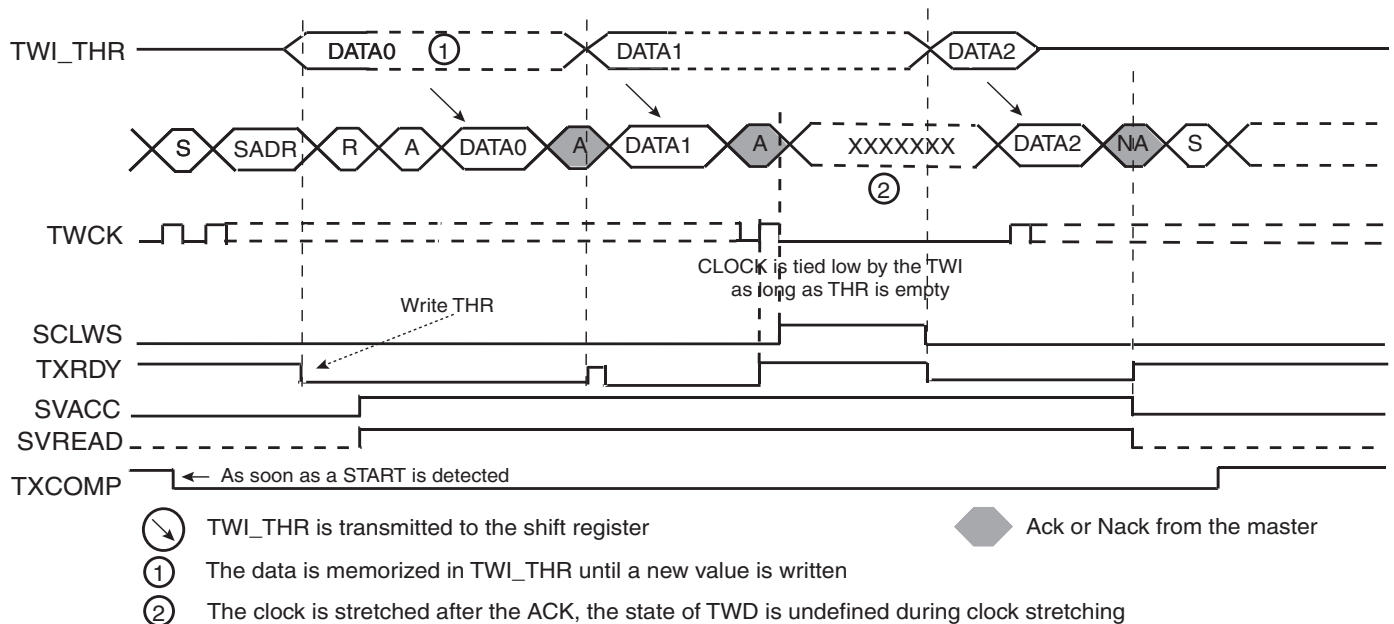 TWI_THR DATA0 1 DATA1 DATA2
S SADR R A DATA0 A DATA1 A XXXXXXX DATA2 NA S
2
TWCK
CLOCK is tied low by the TWI
as long as THR is empty
Write THR
SCLWS
TXRDY
SVACC
SVREAD
As soon as a START is detected
TXCOMP
TWI_THR is transmitted to the shift register
Ack or Nack from the master
1 The data is memorized in TWI_THR until a new value is written
2 The clock is stretched after the ACK, the state of TWD is undefined during clock stretching